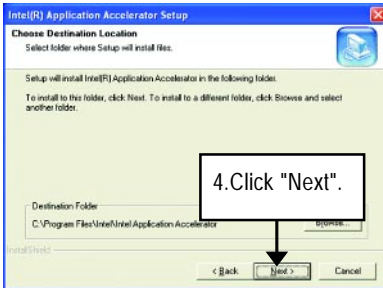 Intel(R) Application Accelerator Setup
Choose Destination Location
Select folder where Setup will install files.
Setup will install Intel(R) Application Accelerator in the following folder.
To install to this folder, click Next. To install to a different folder, click Browse and select
another folder.
4.Click "Next".
Destination Folder
C:\Program Files\Intel\Intel Application Accelerator
Browse...
InstallShield
< Back
Next >
Cancel